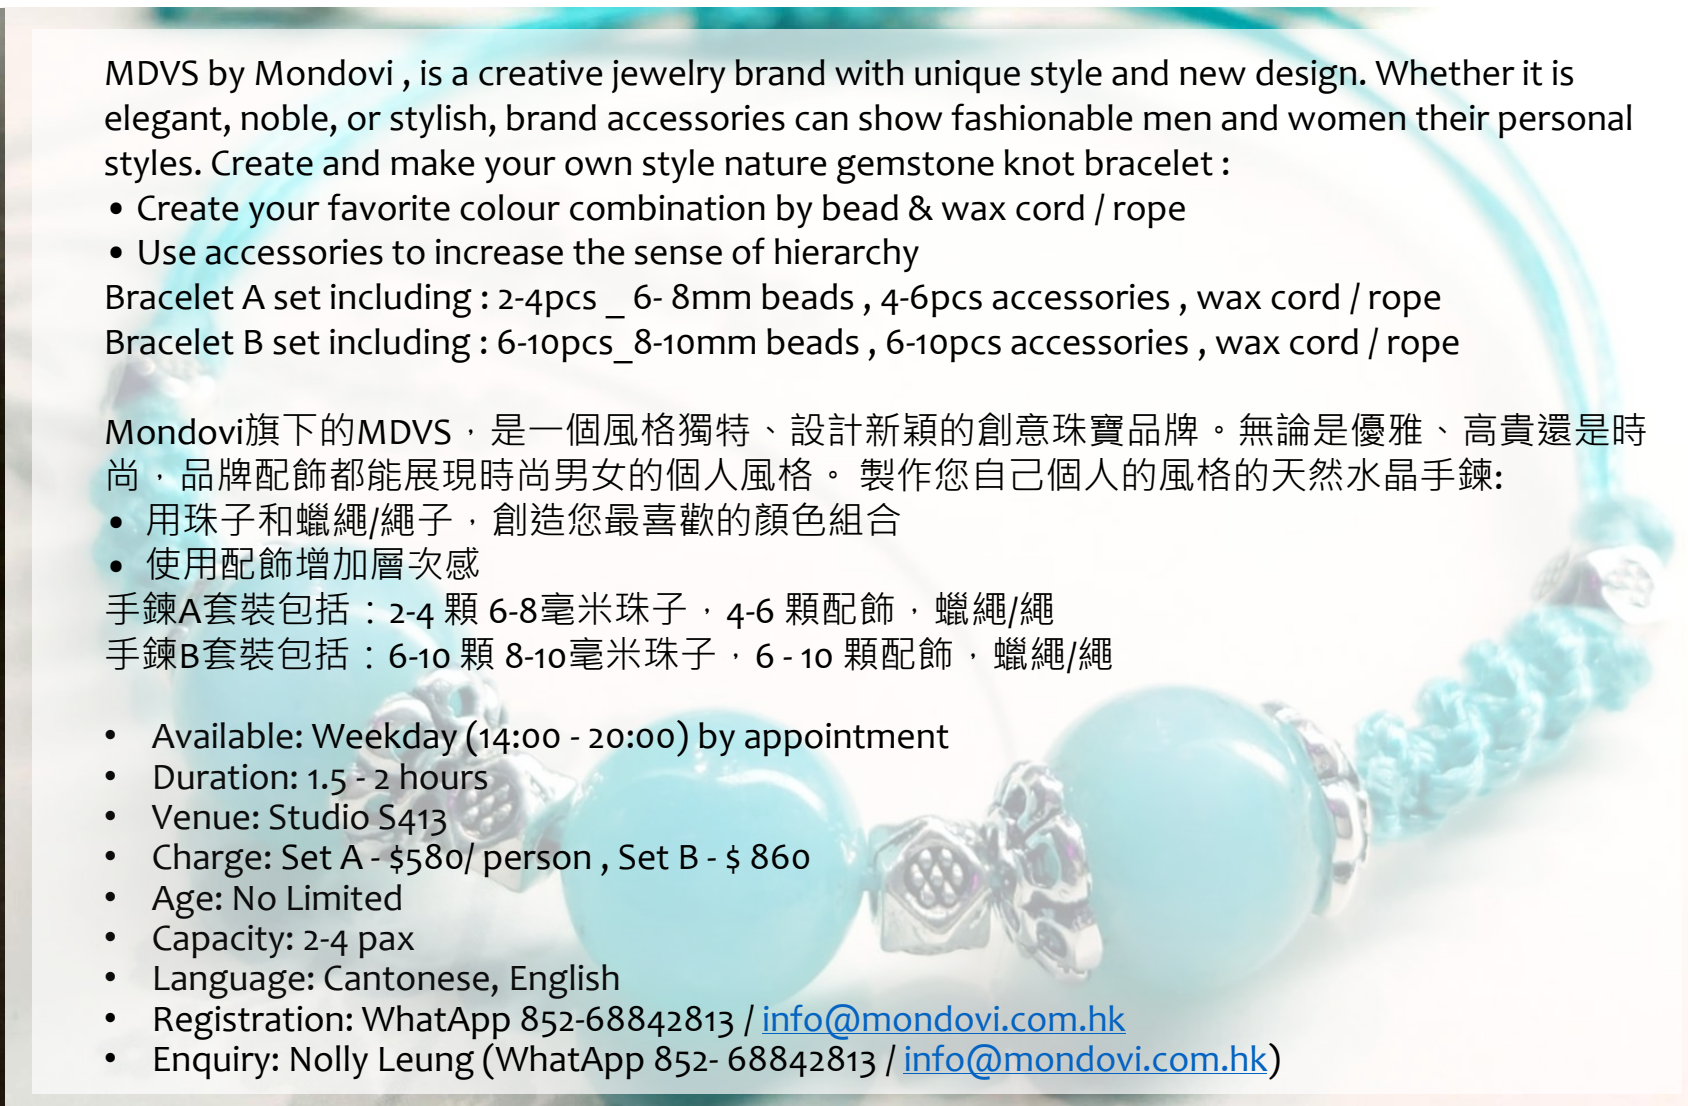 MDVS by Mondovi , is a creative jewelry brand with unique style and new design. Whether it is
elegant, noble, or stylish, brand accessories can show fashionable men and women their personal
styles. Create and make your own style nature gemstone knot bracelet :
• Create your favorite colour combination by bead & wax cord / rope
• Use accessories to increase the sense of hierarchy
Bracelet A set including : 2-4pcs _ 6- 8mm beads , 4-6pcs accessories , wax cord / rope
Bracelet B set including : 6-10pcs_8-10mm beads , 6-10pcs accessories , wax cord / rope
Mondovi旗下的MDVS，是一個風格獨特、設計新穎的創意珠寶品牌。無論是優雅、高貴還是時
尚，品牌配飾都能展現時尚男女的個人風格。 製作您自己個人的風格的天然水晶手鍊:
• 用珠子和蠟繩/繩子，創造您最喜歡的顏色組合
• 使用配飾增加層次感
手鍊A套裝包括：2-4 顆 6-8毫米珠子，4-6 顆配飾，蠟繩/繩
手鍊B套裝包括：6-10 顆 8-10毫米珠子，6 - 10 顆配飾，蠟繩/繩
• Available: Weekday (14:00 - 20:00) by appointment
• Duration: 1.5 - 2 hours
• Venue: Studio S413
• Charge: Set A - $580/ person , Set B - $ 860
• Age: No Limited
• Capacity: 2-4 pax
• Language: Cantonese, English
• Registration: WhatApp 852-68842813 / info@mondovi.com.hk
• Enquiry: Nolly Leung (WhatApp 852- 68842813 / info@mondovi.com.hk)